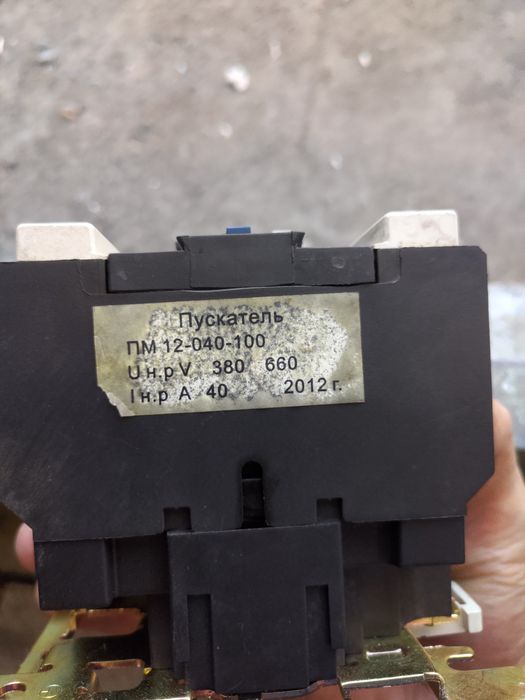 Пускатель
ПМ 12-040-100
U н.р V 380 660
I н.р А 40 2012 г.